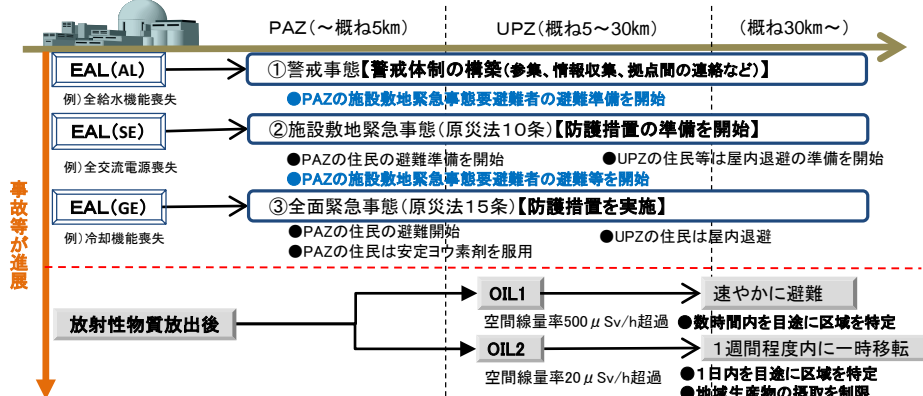 PAZ(~概ね5km)
UPZ(概ね5~30km)
(概ね30km~)
EAL(AL)
①警戒事態【警戒体制の構築(参集、情報収集、拠点間の連絡など)】
例)全給水機能喪失
●PAZの施設敷地緊急事態要避難者の避難準備を開始
EAL(SE)
②施設敷地緊急事態(原災法10条)【防護措置の準備を開始】
例)全交流電源喪失
●PAZの住民の避難準備を開始
●UPZの住民等は屋内退避の準備を開始
●PAZの施設敷地緊急事態要避難者の避難等を開始
EAL(GE)
③全面緊急事態(原災法15条)【防護措置を実施】
例)冷却機能喪失
●PAZの住民の避難開始
●UPZの住民は屋内退避
●PAZの住民は安定ヨウ素剤を服用
事故等が進展
放射性物質放出後
OIL1
速やかに避難
空間線量率500μSv/h超過
●数時間内を目途に区域を特定
OIL2
1週間程度内に一時移転
空間線量率20μSv/h超過
●1日内を目途に区域を特定
●地域生産物の摂取を制限